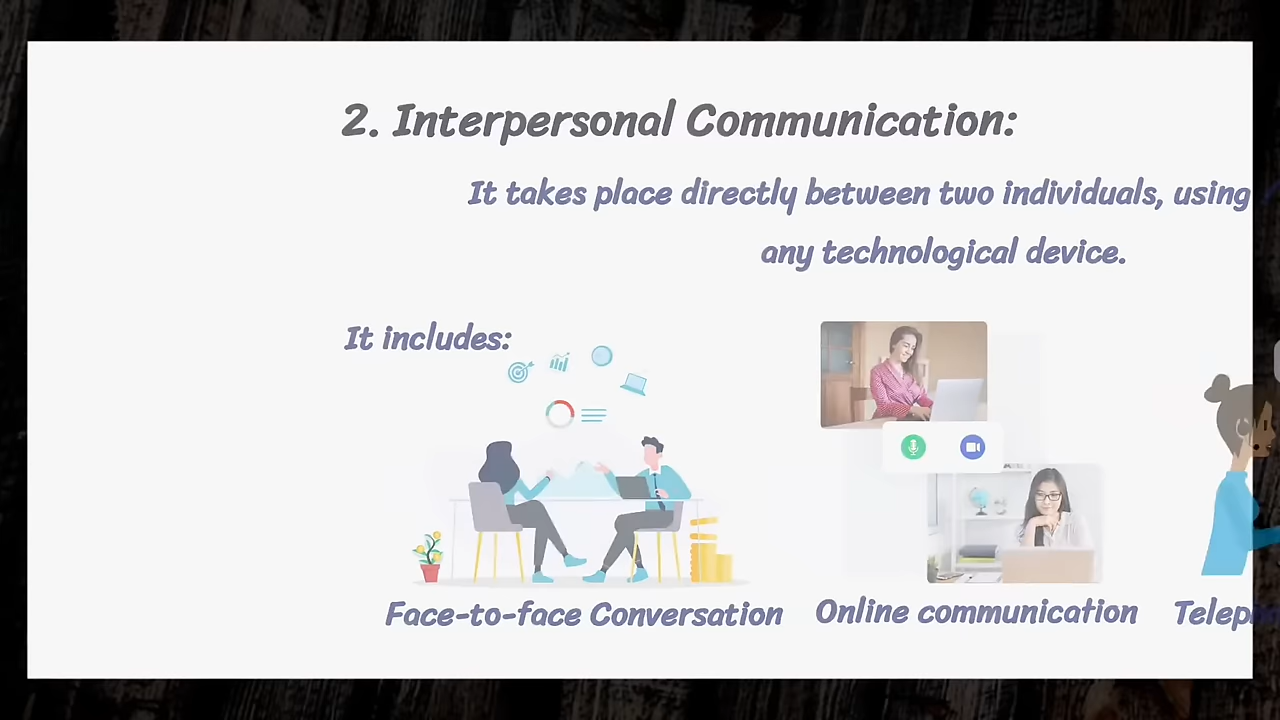 2. Interpersonal Communication:
It takes place directly between two individuals, using
any technological device.
It includes:
Face-to-face Conversation
Online communication